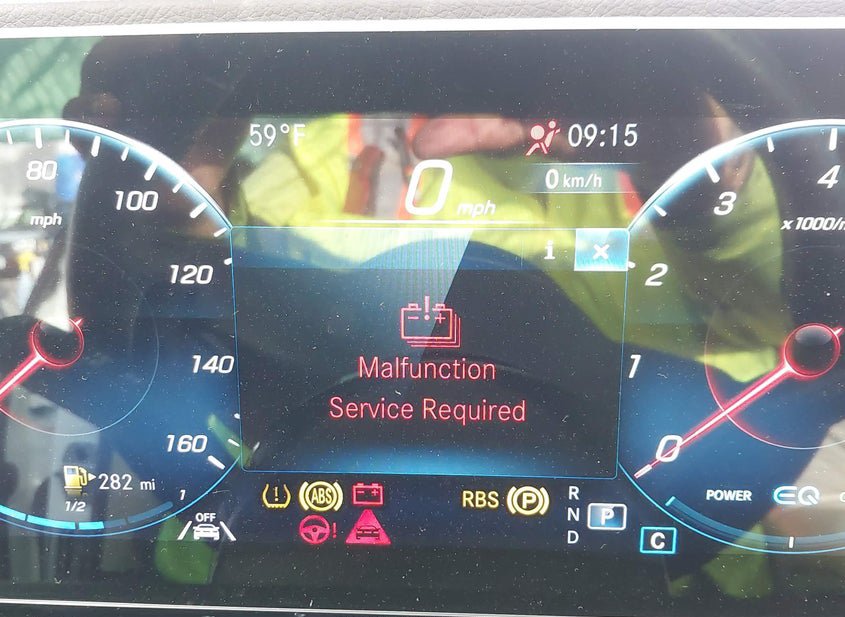 59°F
09:15
0 mph
0 km/h
80
100
mph
120
140
160
i ×
Malfunction
Service Required
282 mi
1/2
1
OFF
ABS
!
RBS
P
R
N P
D
C
4
3
x1000/
2
1
0
POWER
EQ